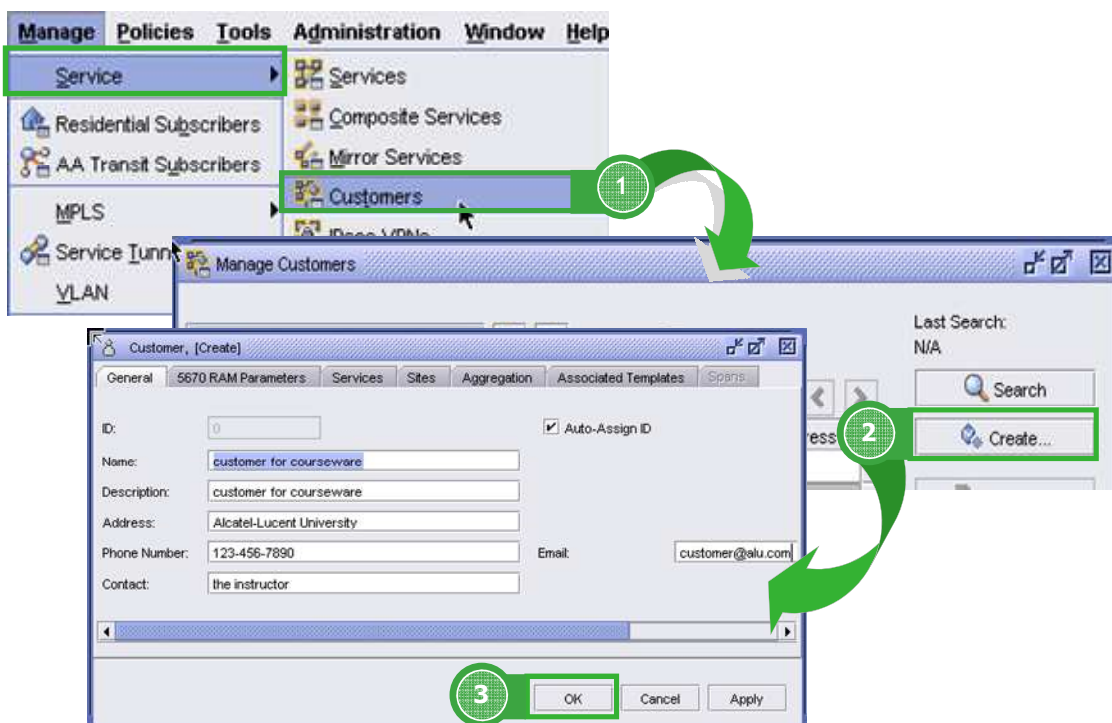 Manage Policies Tools Administration Window Help
Service
Residential Subscribers
AA Transit Subscribers
MPLS
Service Tunn
VLAN
Services
Composite Services
Mirror Services
Customers
1
Manage Customers
Last Search:
N/A
Search
Create...
2
Customer, [Create]
General 5670 RAM Parameters Services Sites Aggregation Associated Templates Spans
ID: 0
Auto-Assign ID
Name: customer for courseware
Description: customer for courseware
Address: Alcatel-Lucent University
Phone Number: 123-456-7890
Email: customer@alu.com
Contact: the instructor
3
OK Cancel Apply